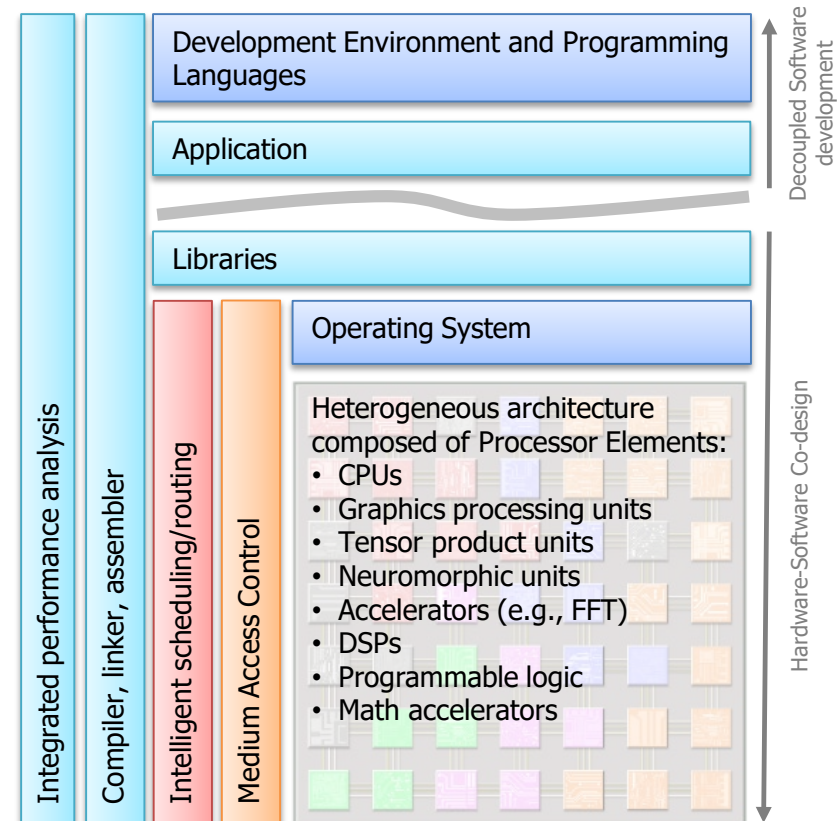 Development Environment and Programming
Languages
Application
Libraries
Operating System
Heterogeneous architecture
composed of Processor Elements:
• CPUs
• Graphics processing units
• Tensor product units
• Neuromorphic units
• Accelerators (e.g., FFT)
• DSPs
• Programmable logic
• Math accelerators
Integrated performance analysis
Compiler, linker, assembler
Intelligent scheduling/routing
Medium Access Control
Decoupled Software
development
Hardware-Software Co-design